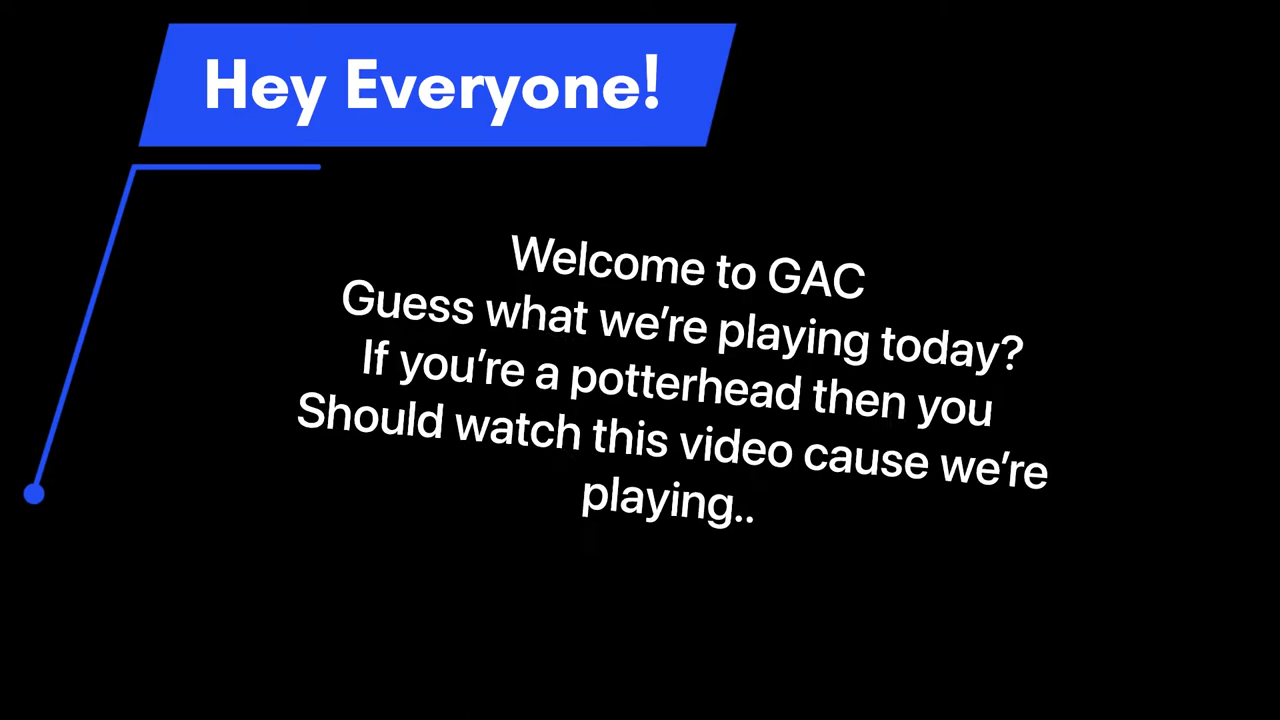 Hey Everyone!
Welcome to GAC
Guess what we’re playing today?
If you’re a potterhead then you
Should watch this video cause we’re
playing..